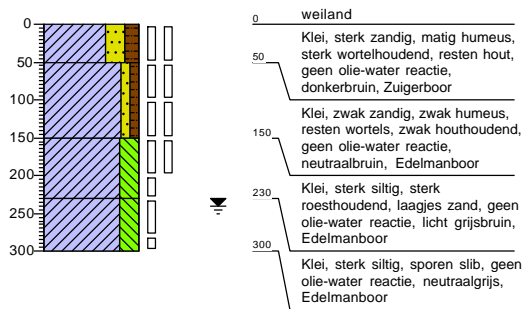 0
50
100
150
200
250
300
0
weiland
Klei, sterk zandig, matig humeus,
sterk wortelhoudend, resten hout,
geen olie-water reactie,
donkerbruin, Zuigerboor
50
Klei, zwak zandig, zwak humeus,
resten wortels, zwak houthoudend,
geen olie-water reactie,
neutraalbruin, Edelmanboor
150
Klei, sterk siltig, sterk
roesthoudend, laagjes zand, geen
olie-water reactie, licht grijsbruin,
Edelmanboor
230
Klei, sterk siltig, sporen slib, geen
olie-water reactie, neutraalgrijs,
Edelmanboor
300